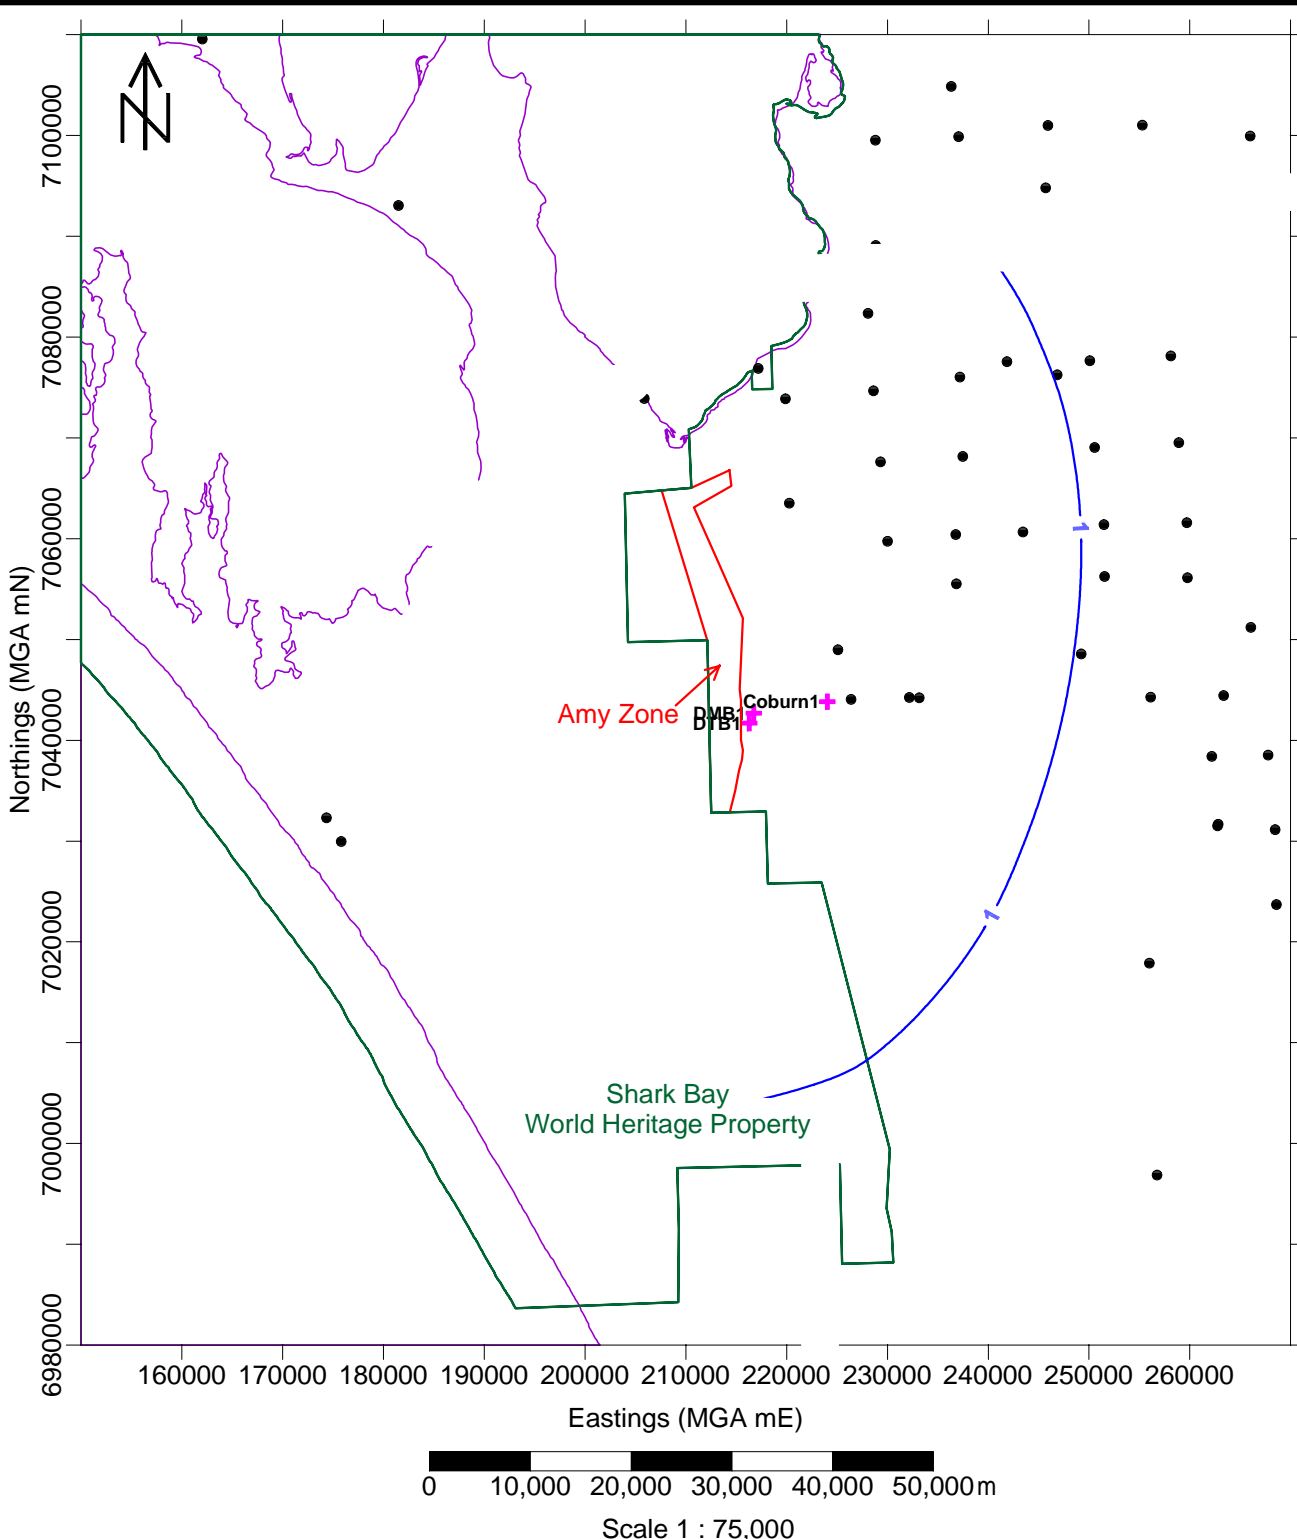 N
7100000
7080000
7060000
7040000
7020000
7000000
6980000
Northings (MGA mN)
1
Coburn1
DMB1
DTB1
Amy Zone
1
Shark Bay
World Heritage Property
160000 170000 180000 190000 200000 210000 220000 230000 240000 250000 260000
Eastings (MGA mE)
0 10,000 20,000 30,000 40,000 50,000m
Scale 1 : 75,000